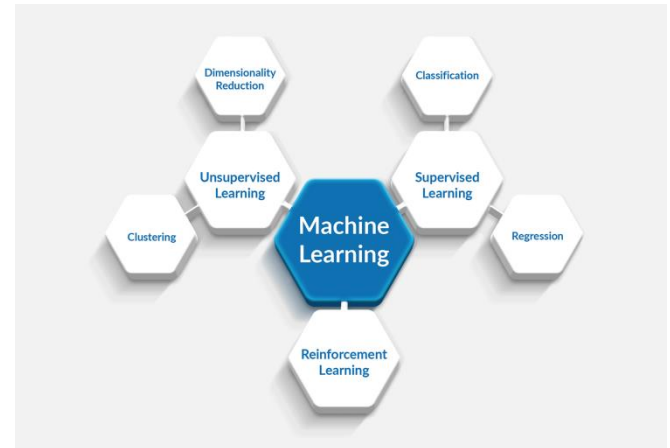 Dimensionality
Reduction
Classification
Unsupervised
Learning
Supervised
Learning
Machine
Learning
Clustering
Regression
Reinforcement
Learning